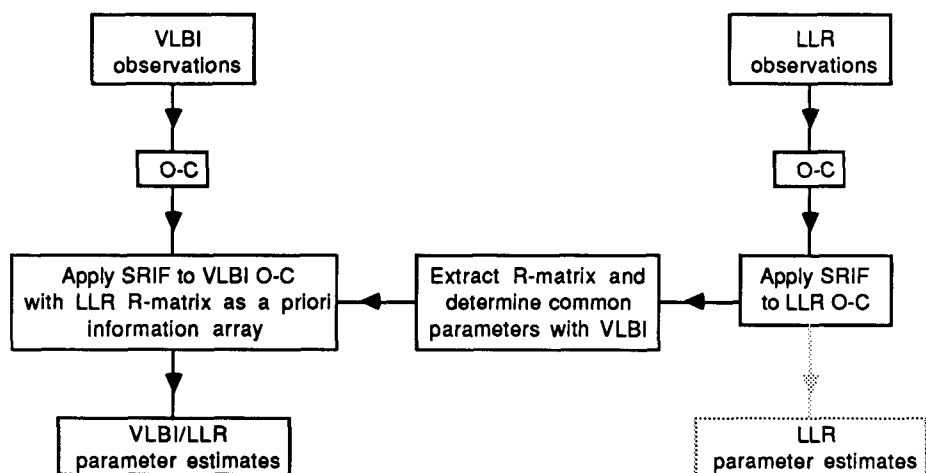 VLBI
observations
LLR
observations
O-C
O-C
Apply SRIF to VLBI O-C
with LLR R-matrix as a priori
information array
Extract R-matrix and
determine common
parameters with VLBI
Apply SRIF
to LLR O-C
VLBI/LLR
parameter estimates
LLR
parameter estimates